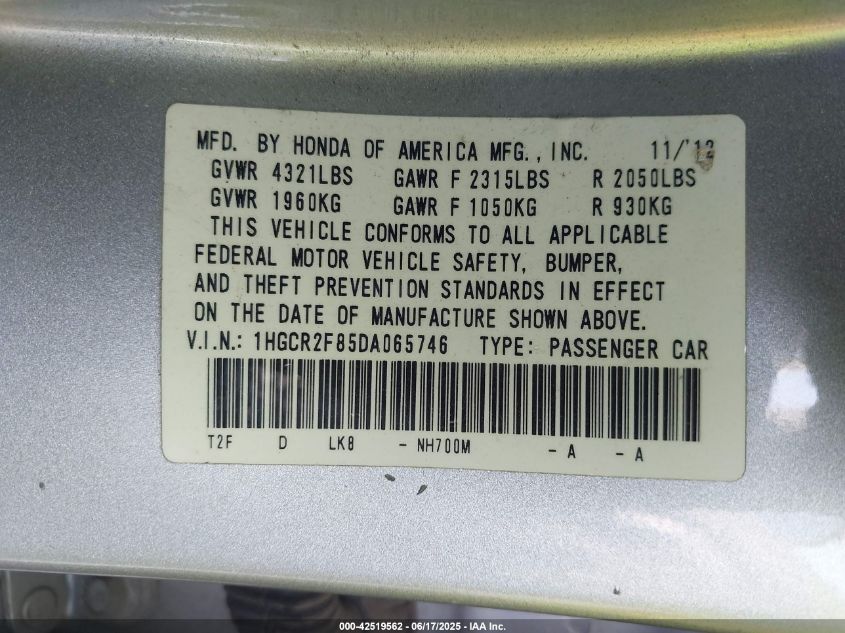 MFD. BY HONDA OF AMERICA MFG., INC. 11/'12
GVWR 4321LBS GAWR F 2315LBS R 2050LBS
GVWR 1960KG GAWR F 1050KG R 930KG
THIS VEHICLE CONFORMS TO ALL APPLICABLE
FEDERAL MOTOR VEHICLE SAFETY, BUMPER,
AND THEFT PREVENTION STANDARDS IN EFFECT
ON THE DATE OF MANUFACTURE SHOWN ABOVE.
V.I.N.: 1HGCR2F85DA065746 TYPE: PASSENGER CAR
T2F D LK8 - NH700M - A - A
000-42519562 - 06/17/2025 - IAA Inc.